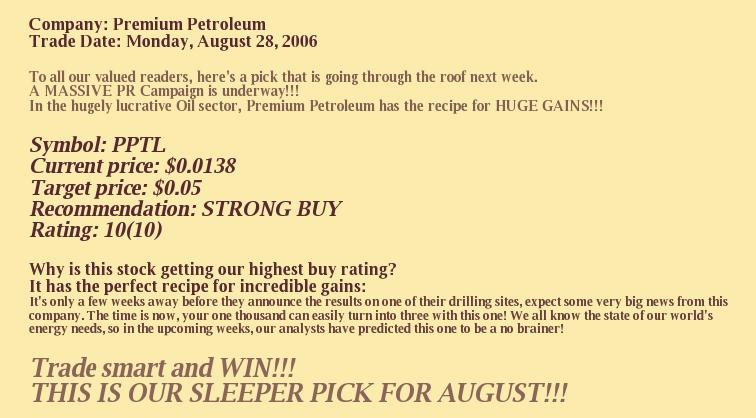 Company: Premium Petroleum
Trade Date: Monday, August 28, 2006
To all our valued readers, here's a pick that is going through the roof next week.
A MASSIVE PR Campaign is underway!!!
In the hugely lucrative Oil sector, Premium Petroleum has the recipe for HUGE GAINS!!!
Symbol: PPTL
Current price: $0.0138
Target price: $0.05
Recommendation: STRONG BUY
Rating: 10(10)
Why is this stock getting our highest buy rating?
It has the perfect recipe for incredible gains:
It's only a few weeks away before they announce the results on one of their drilling sites, expect some very big news from this
company. The time is now, your one thousand can easily turn into three with this one! We all know the state of our world's
energy needs, so in the upcoming weeks, our analysts have predicted this one to be a no brainer!
Trade smart and WIN!!!
THIS IS OUR SLEEPER PICK FOR AUGUST!!!